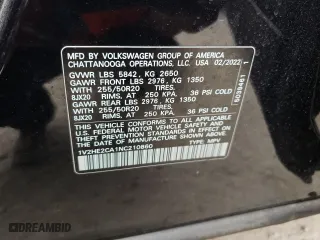 MFD BY VOLKSWAGEN GROUP OF AMERICA
CHATTANOOGA OPERATIONS, LLC. USA 02/2022
GVWR LBS 5842, KG 2650
GAWR FRONT LBS 2976, KG 1350
WITH 255/50R20 TIRES,
8JX20 RIMS, AT 250 KPA, 36 PSI COLD
GAWR REAR LBS 2976, KG 1350
WITH 255/50R20 TIRES,
8JX20 RIMS, AT 250 KPA, 36 PSI COLD
THIS VEHICLE CONFORMS TO ALL APPLICABLE
FEDERAL MOTOR VEHICLE SAFETY STANDARDS
IN EFFECT ON THE DATE OF MANUFACTURE
SHOWN ABOVE.
1V2HE2CA1NC210860 TYPE: MPV